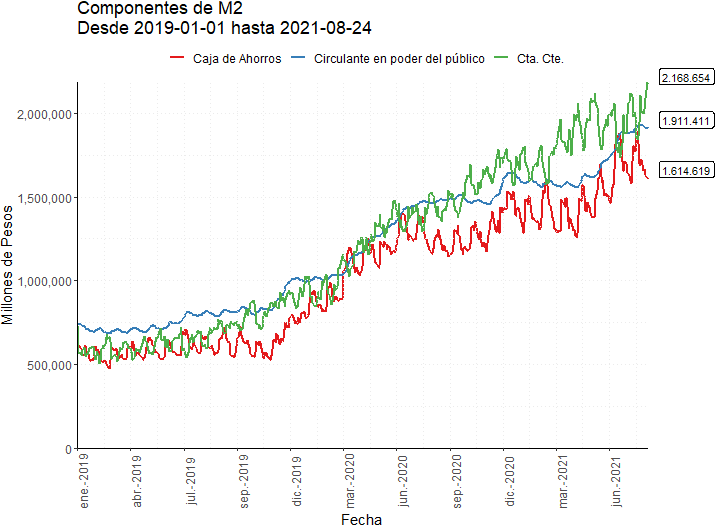 Componentes de M2
Desde 2019-01-01 hasta 2021-08-24
Caja de Ahorros Circulante en poder del público Cta. Cte.
2.168.654
1.911.411
1.614.619
2,000,000
1,500,000
1,000,000
500,000
0
Millones de Pesos
ene.-2019
abr.-2019
jul.-2019
sep.-2019
dic.-2019
mar.-2020
jun.-2020
sep.-2020
dic.-2020
mar.-2021
jun.-2021
Fecha